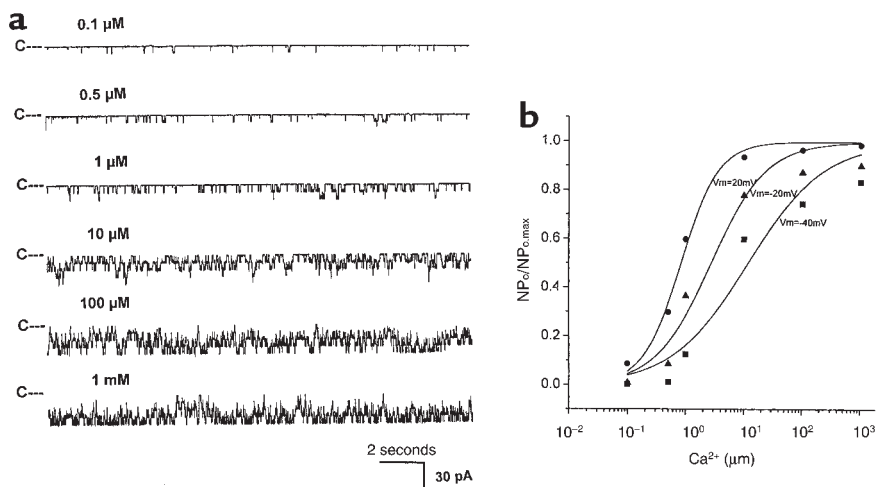 a
0.1 µM
C---
0.5 µM
C---
1 µM
C---
10 µM
C---
100 µM
C---
1 mM
C---
2 seconds
30 pA
b
1.0
0.8
0.6
0.4
0.2
0.0
NPo/NPo.max
Vm=20mV
Vm=-20mV
Vm=-40mV
10⁻² 10⁻¹ 10⁰ 10¹ 10² 10³
Ca²⁺ (µm)